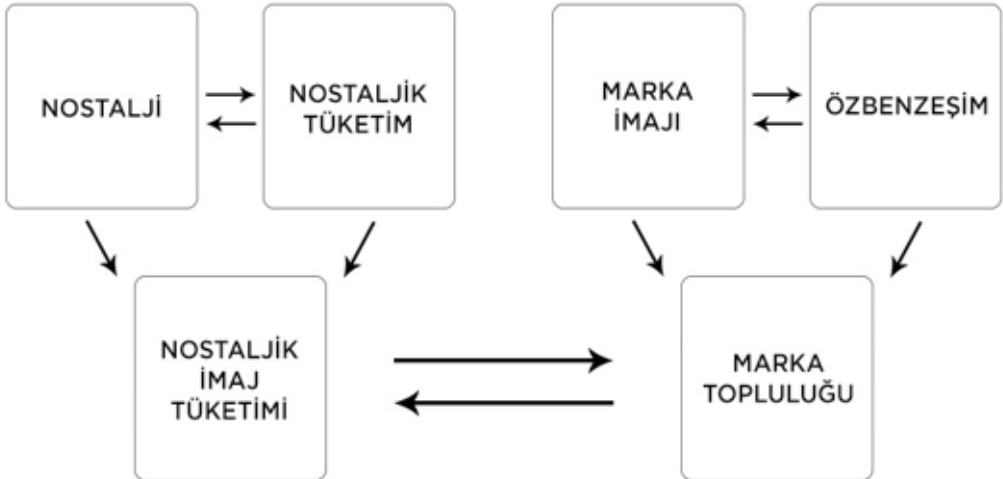 NOSTALJİ
NOSTALJİK
TÜKETİM
MARKA
İMAJI
ÖZBENZEŞİM
NOSTALJİK
İMAJ
TÜKETİMİ
MARKA
TOPLULUĞU